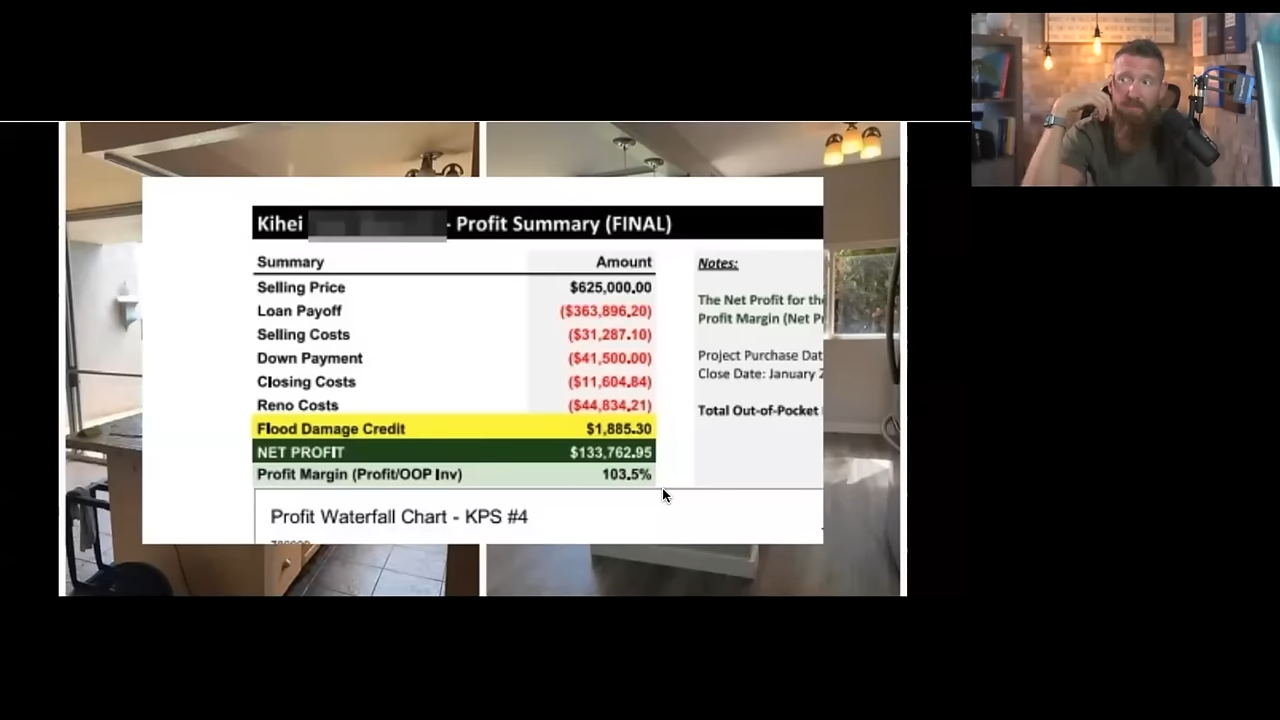 Kihei - Profit Summary (FINAL)
Summary Amount
Selling Price $625,000.00
Loan Payoff ($363,896.20)
Selling Costs ($31,287.10)
Down Payment ($41,500.00)
Closing Costs ($11,604.84)
Reno Costs ($44,834.21)
Flood Damage Credit $1,885.30
NET PROFIT $133,762.95
Profit Margin (Profit/OOP Inv) 103.5%
Notes:
The Net Profit for the
Profit Margin (Net P
Project Purchase Dat
Close Date: January 2
Total Out-of-Pocket
Profit Waterfall Chart - KPS #4